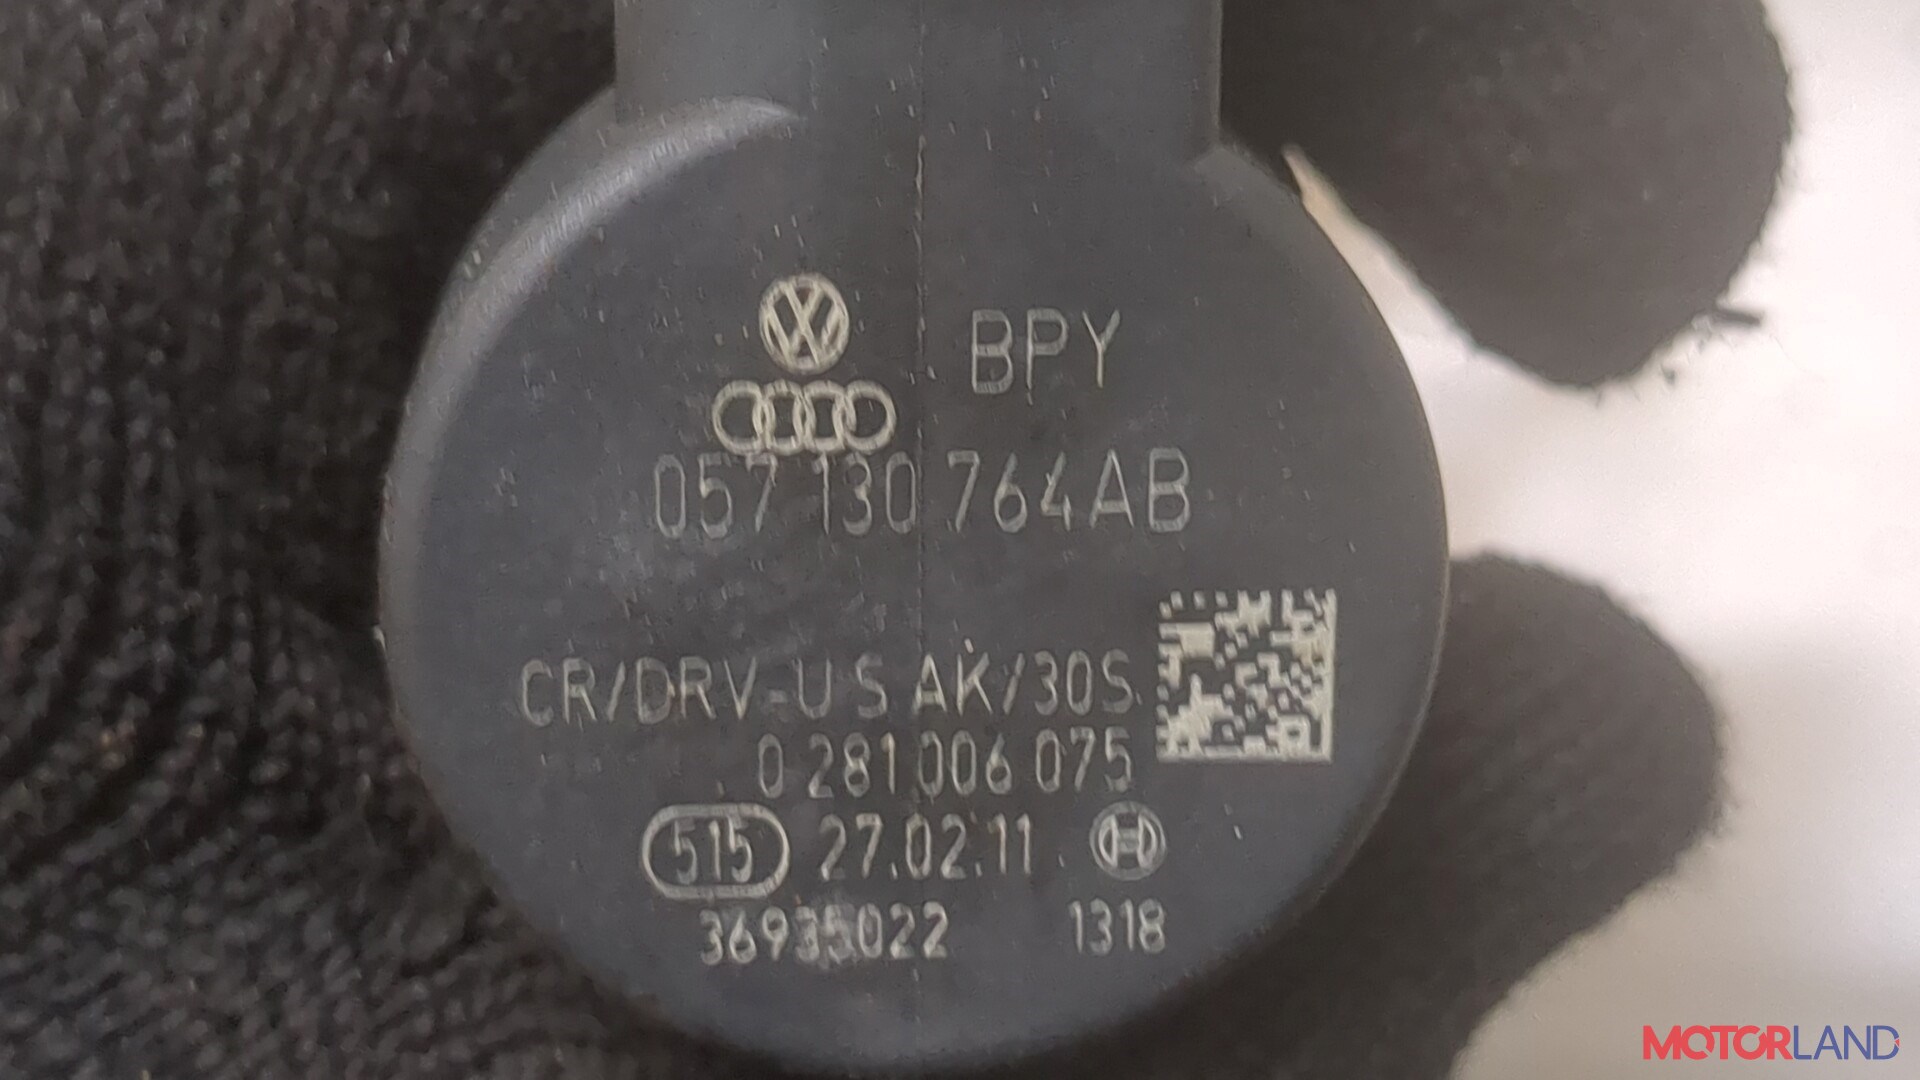 BPY
057 130 764AB
CR/DRV-U S AK/30S
0 281 006 075
515 27.02.11
36935022 1318
MOTORLAND